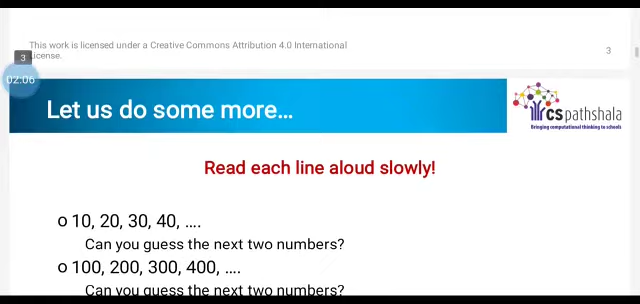 This work is licensed under a Creative Commons Attribution 4.0 International
License.
3
3
02:06
Let us do some more...
CSpathshala
Bringing computational thinking to schools
Read each line aloud slowly!
o 10, 20, 30, 40, ....
Can you guess the next two numbers?
o 100, 200, 300, 400, ....
Can you guess the next two numbers?